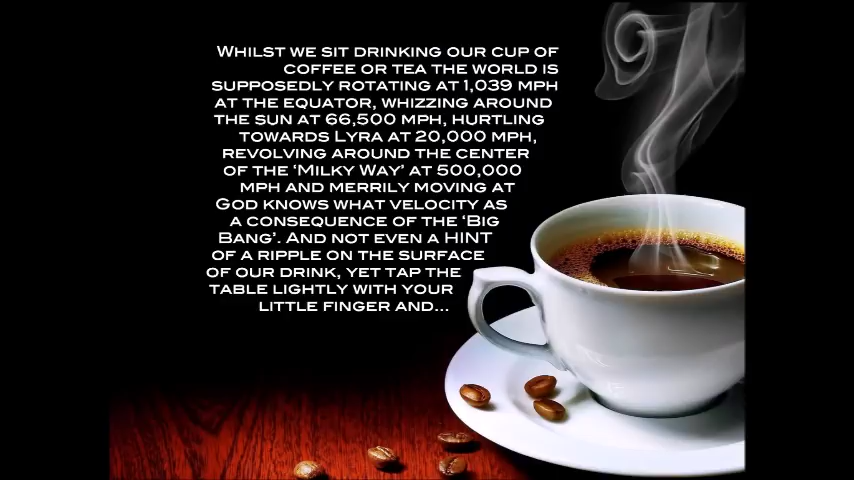 Whilst we sit drinking our cup of
coffee or tea the world is
supposedly rotating at 1,039 mph
at the equator, whizzing around
the sun at 66,500 mph, hurtling
towards Lyra at 20,000 mph,
revolving around the center
of the ‘Milky Way’ at 500,000
mph and merrily moving at
God knows what velocity as
a consequence of the ‘Big
Bang’. And not even a HINT
of a ripple on the surface
of our drink, yet tap the
table lightly with your
little finger and...